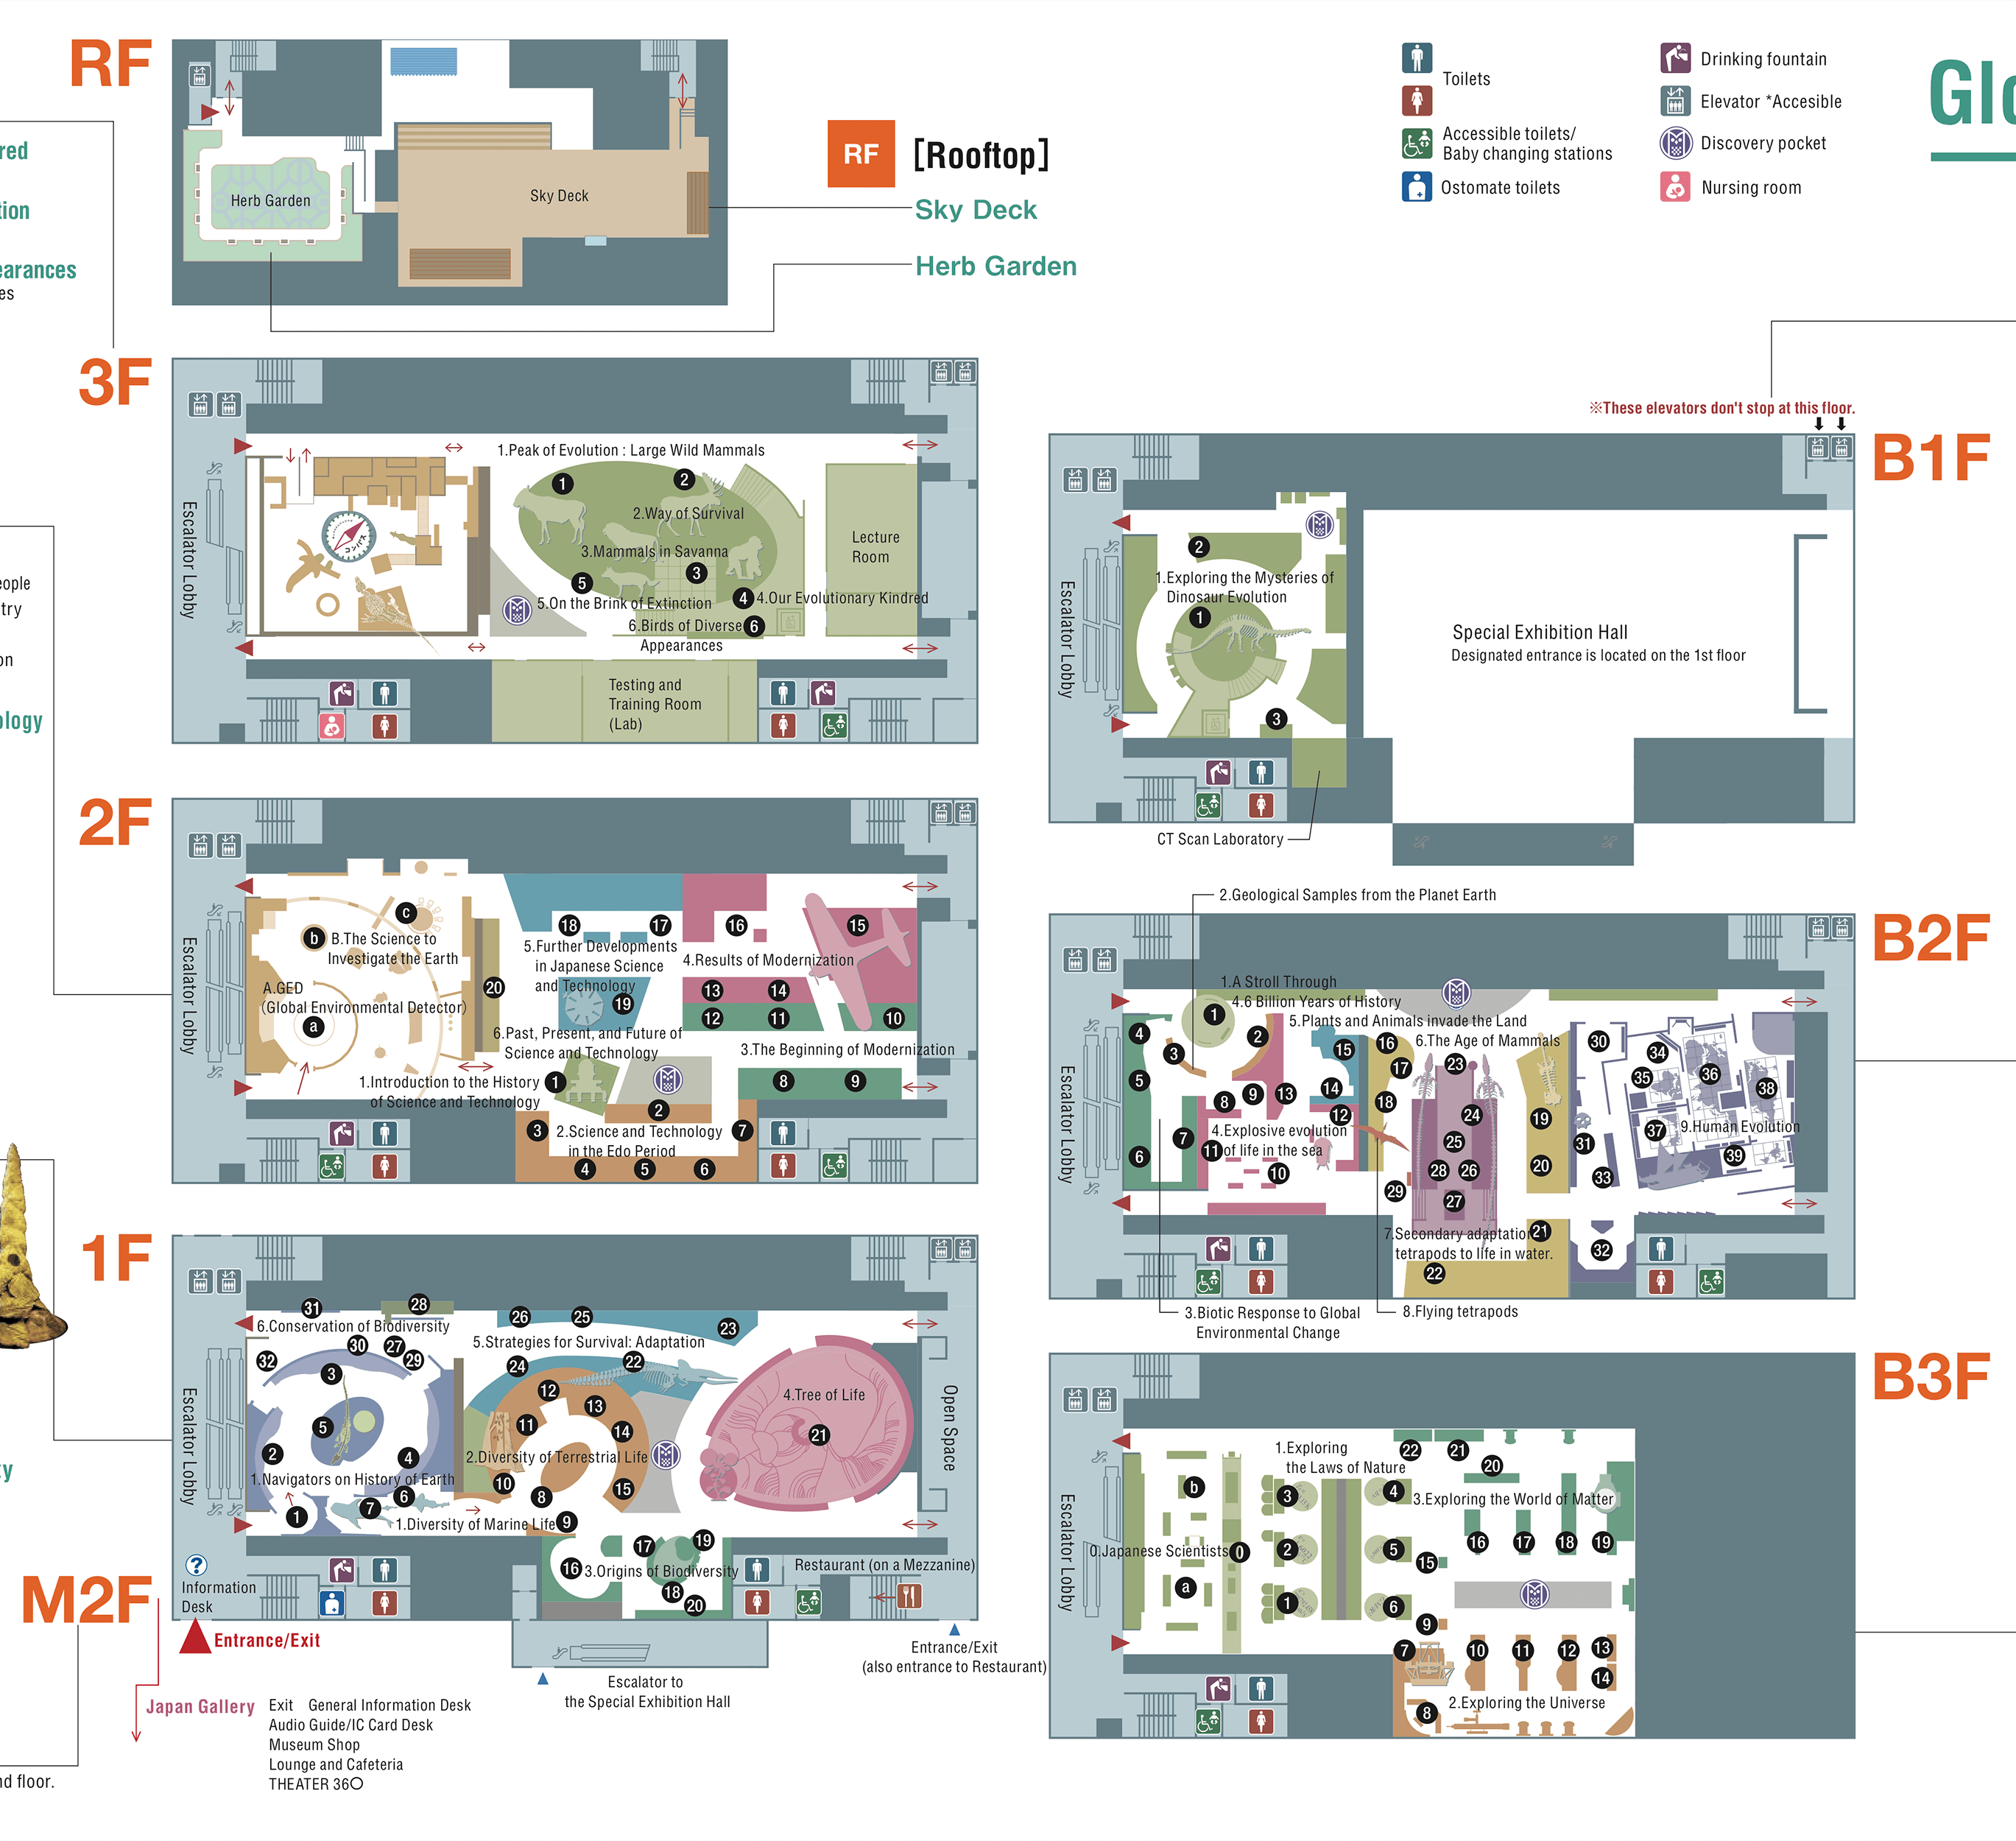 RF
Herb Garden
Sky Deck
RF
[Rooftop]
Sky Deck
Herb Garden
Toilets
Accessible toilets/
Baby changing stations
Ostomate toilets
Drinking fountain
Elevator *Accesible
Discovery pocket
Nursing room
Glo
red
tion
earances
es
3F
Escalator Lobby
コンパス
1.Peak of Evolution : Large Wild Mammals
1
2
2.Way of Survival
3.Mammals in Savanna
3
5
5.On the Brink of Extinction
4
4.Our Evolutionary Kindred
6.Birds of Diverse
Appearances
6
Lecture
Room
Testing and
Training Room
(Lab)
eople
try
on
ology
2F
Escalator Lobby
c
b
B.The Science to
Investigate the Earth
A.GED
(Global Environmental Detector)
a
20
18
17
5.Further Developments
in Japanese Science
and Technology
19
16
15
4.Results of Modernization
13
14
12
11
10
6.Past, Present, and Future of
Science and Technology
3.The Beginning of Modernization
1.Introduction to the History
of Science and Technology
1
8
9
2
3
2.Science and Technology
in the Edo Period
7
4
5
6
1F
Escalator Lobby
31
28
6.Conservation of Biodiversity
30
27
29
32
3
5
2
4
1.Navigators on History of Earth
6
7
1
1.Diversity of Marine Life
9
26
25
23
5.Strategies for Survival: Adaptation
24
22
12
13
11
14
2.Diversity of Terrestrial Life
10
15
8
4.Tree of Life
21
Open Space
17
19
16
3.Origins of Biodiversity
18
20
Restaurant (on a Mezzanine)
?
Information
Desk
Entrance/Exit
Escalator to
the Special Exhibition Hall
Entrance/Exit
(also entrance to Restaurant)
ty
M2F
Japan Gallery
Exit General Information Desk
Audio Guide/IC Card Desk
Museum Shop
Lounge and Cafeteria
THEATER 36O
nd floor.
※These elevators don't stop at this floor.
B1F
Escalator Lobby
2
1.Exploring the Mysteries of
Dinosaur Evolution
1
3
CT Scan Laboratory
Special Exhibition Hall
Designated entrance is located on the 1st floor
B2F
2.Geological Samples from the Planet Earth
Escalator Lobby
1.A Stroll Through
4.6 Billion Years of History
1
5.Plants and Animals invade the Land
6.The Age of Mammals
4
2
3
5
15
16
17
23
14
18
8
9
13
12
24
4.Explosive evolution
of life in the sea
7
11
6
10
25
28
26
29
27
19
20
30
34
35
36
38
37
9.Human Evolution
31
39
33
7.Secondary adaptation
tetrapods to life in water.
21
22
32
3.Biotic Response to Global
Environmental Change
8.Flying tetrapods
B3F
Escalator Lobby
1.Exploring
the Laws of Nature
22
21
20
b
3
4
3.Exploring the World of Matter
0.Japanese Scientists
0
2
5
16
17
18
19
15
a
1
6
9
7
10
11
12
13
14
8
2.Exploring the Universe